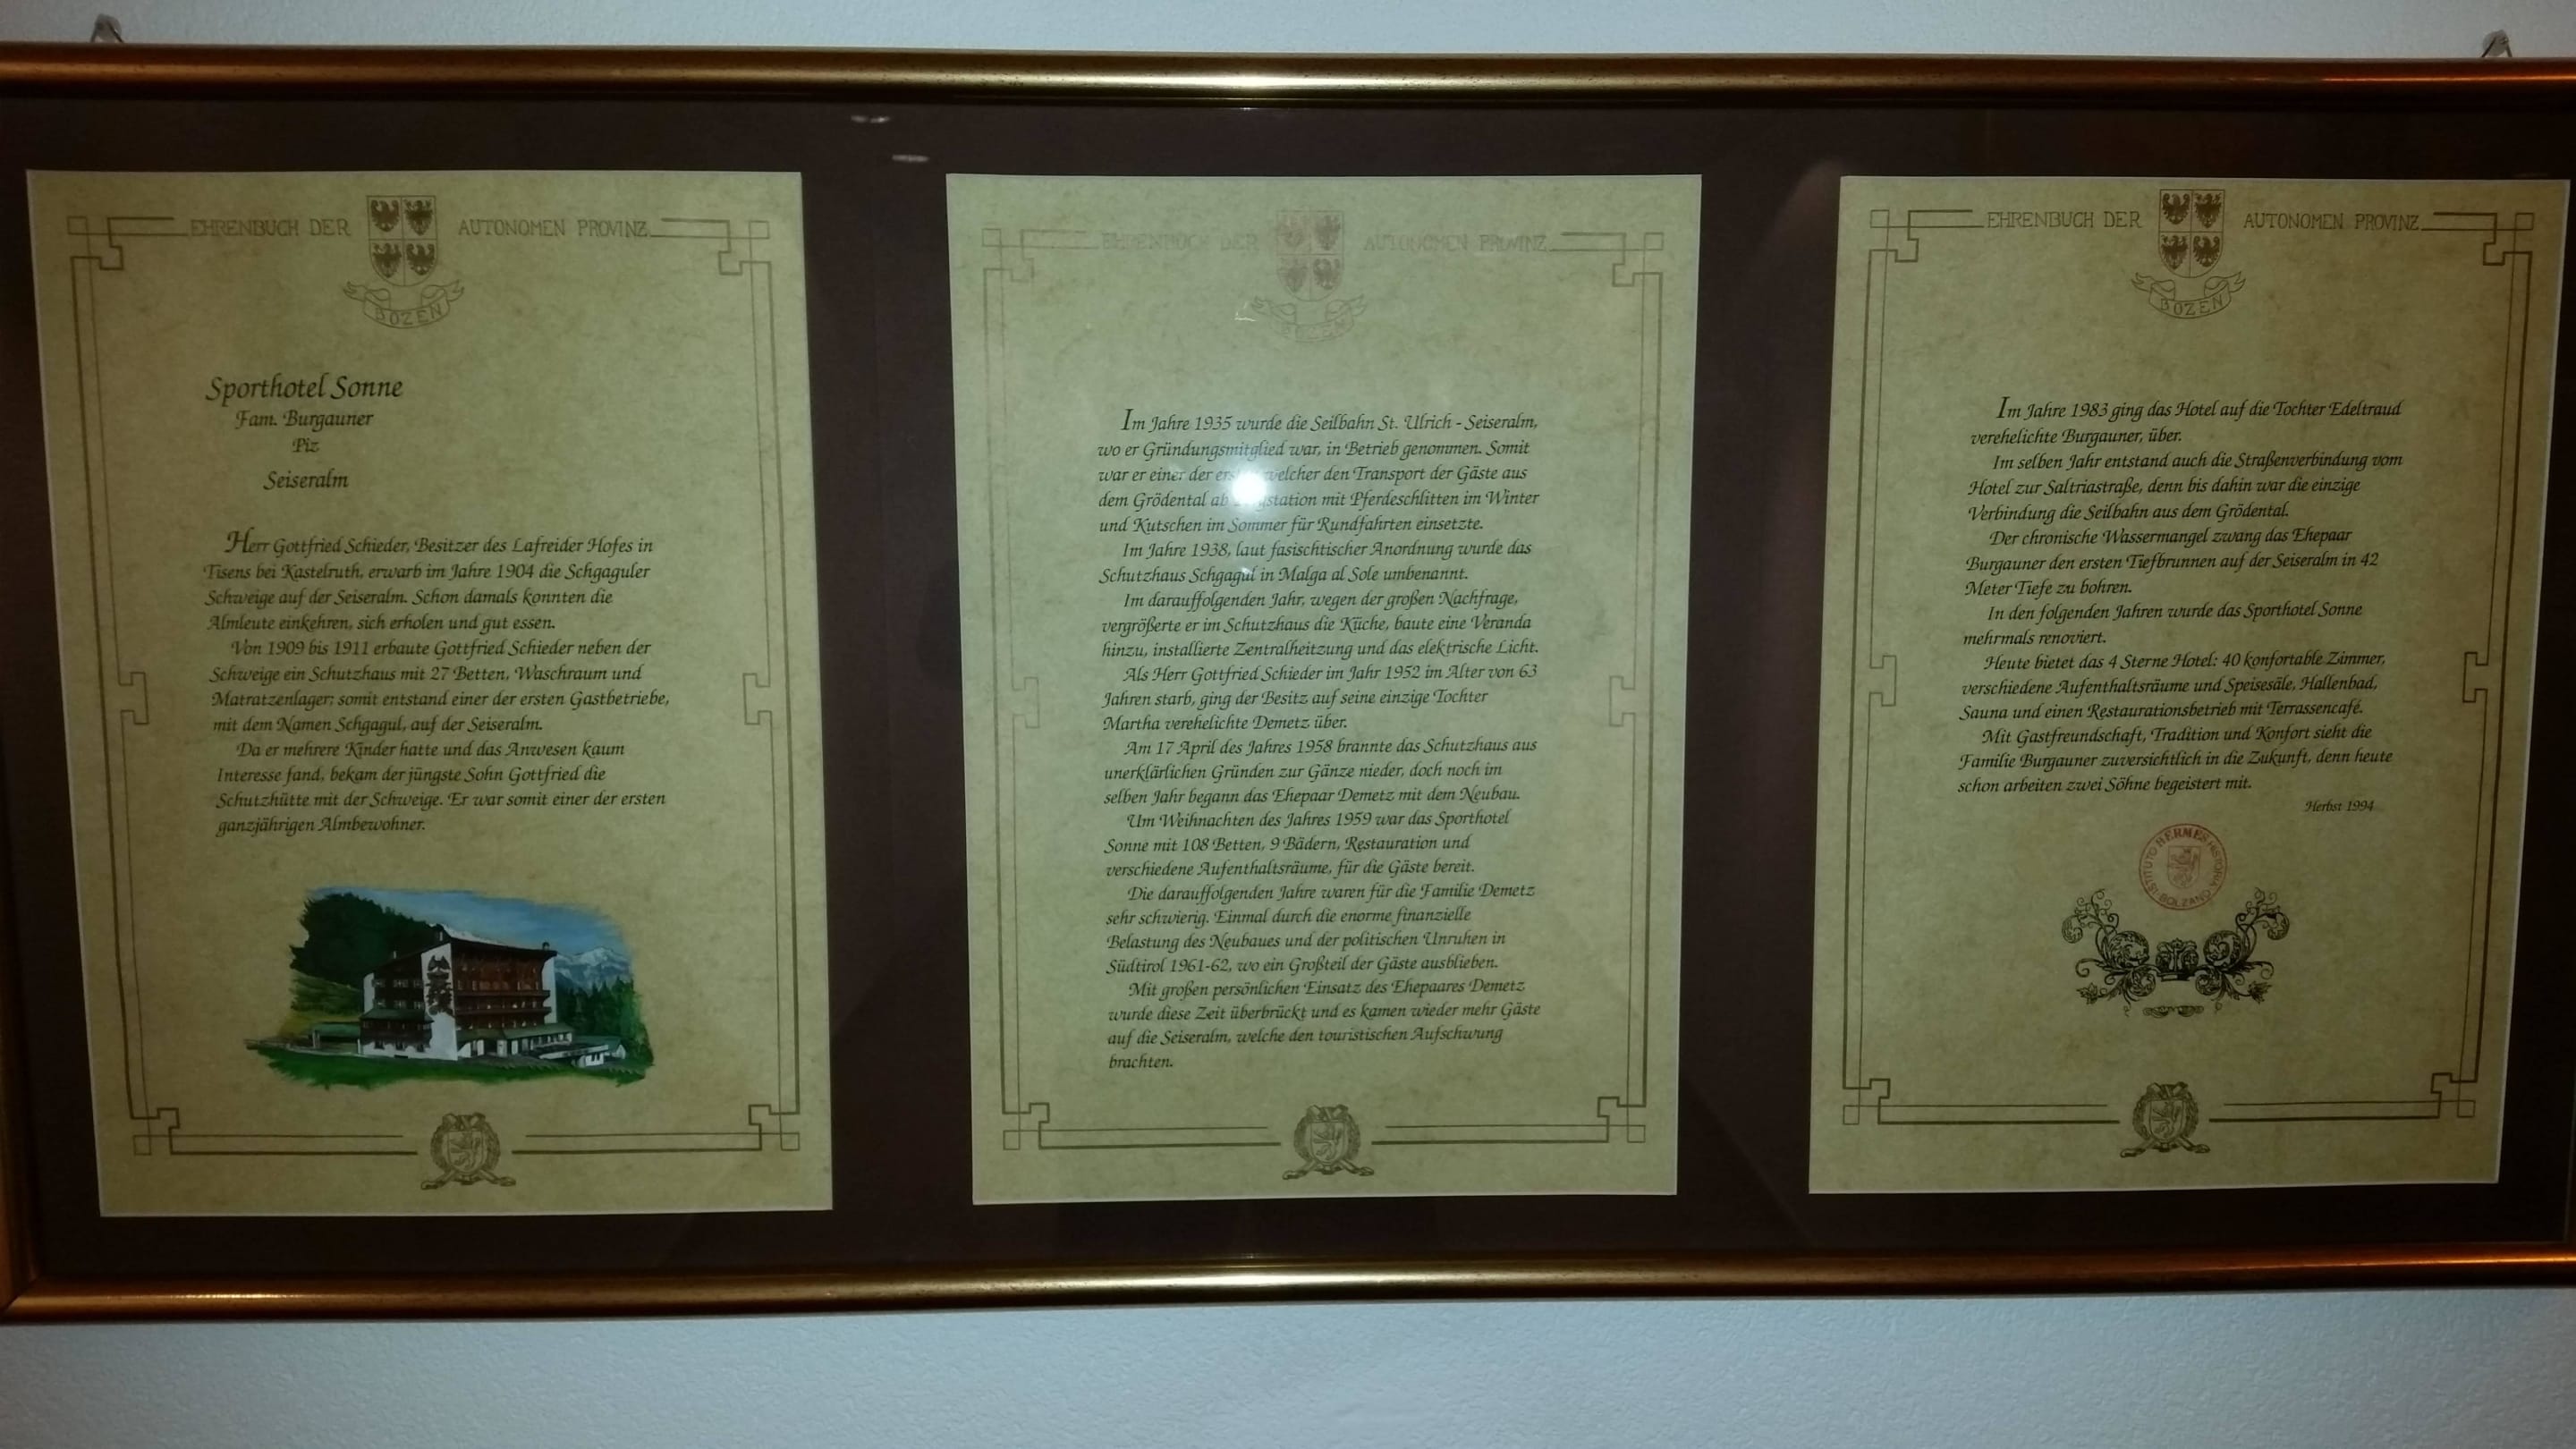 EHRENBUCH DER AUTONOMEN PROVINZ
BOZEN
Sporthotel Sonne
Fam. Burgauner
Piz
Seiseralm
Herr Gottfried Schieder, Besitzer des Lafreider Hofes in
Tisens bei Kastelruth, erwarb im Jahre 1904 die Schgaguler
Schweige auf der Seiseralm. Schon damals konnten die
Almleute einkehren, sich erholen und gut essen.
Von 1909 bis 1911 erbaute Gottfried Schieder neben der
Schweige ein Schutzhaus mit 27 Betten, Waschraum und
Matratzenlager; somit entstand einer der ersten Gastbetriebe,
mit dem Namen Schgagul, auf der Seiseralm.
Da er mehrere Kinder hatte und das Anwesen kaum
Interesse fand, bekam der jüngste Sohn Gottfried die
Schutzhütte mit der Schweige. Er war somit einer der ersten
ganzjährigen Almbewohner.
EHRENBUCH DER AUTONOMEN PROVINZ
BOZEN
Im Jahre 1935 wurde die Seilbahn St. Ulrich - Seiseralm,
wo er Gründungsmitglied war, in Betrieb genommen. Somit
war er einer der welcher den Transport der Gäste aus
dem Grödental ab mit Pferdeschlitten im Winter
und Kutschen im Sommer für Rundfahrten einsetzte.
Im Jahre 1938, laut fasischtischer Anordnung wurde das
Schutzhaus Schgagul in Malga al Sole umbenannt.
Im darauffolgenden Jahr, wegen der großen Nachfrage,
vergrößerte er im Schutzhaus die Küche, baute eine Veranda
hinzu, installierte Zentralheitzung und das elektrische Licht.
Als Herr Gottfried Schieder im Jahr 1952 im Alter von 63
Jahren starb, ging der Besitz auf seine einzige Tochter
Martha verehelichte Demetz über.
Am 17 April des Jahres 1958 brannte das Schutzhaus aus
unerklärlichen Gründen zur Gänze nieder, doch noch im
selben Jahr begann das Ehepaar Demetz mit dem Neubau.
Um Weihnachten des Jahres 1959 war das Sporthotel
Sonne mit 108 Betten, 9 Bädern, Restauration und
verschiedene Aufenthaltsräume, für die Gäste bereit.
Die darauffolgenden Jahre waren für die Familie Demetz
sehr schwierig. Einmal durch die enorme finanzielle
Belastung des Neubaues und der politischen Unruhen in
Südtirol 1961-62, wo ein Großteil der Gäste ausblieben.
Mit großen persönlichen Einsatz des Ehepaares Demetz
wurde diese Zeit überbrückt und es kamen wieder mehr Gäste
auf die Seiseralm, welche den touristischen Aufschwung
brachten.
EHRENBUCH DER AUTONOMEN PROVINZ
BOZEN
Im Jahre 1983 ging das Hotel auf die Tochter Edeltraud
verehelichte Burgauner, über.
Im selben Jahr entstand auch die Straßenverbindung vom
Hotel zur Saltriastraße, denn bis dahin war die einzige
Verbindung die Seilbahn aus dem Grödental.
Der chronische Wassermangel zwang das Ehepaar
Burgauner den ersten Tiefbrunnen auf der Seiseralm in 42
Meter Tiefe zu bohren.
In den folgenden Jahren wurde das Sporthotel Sonne
mehrmals renoviert.
Heute bietet das 4 Sterne Hotel: 40 konfortable Zimmer,
verschiedene Aufenthaltsräume und Speisesäle, Hallenbad,
Sauna und einen Restaurationsbetrieb mit Terrassencafé.
Mit Gastfreundschaft, Tradition und Konfort sieht die
Familie Burgauner zuversichtlich in die Zukunft, denn heute
schon arbeiten zwei Söhne begeistert mit.
Herbst 1994
ISTITUTO HERMES HISTORIA
BOLZANO